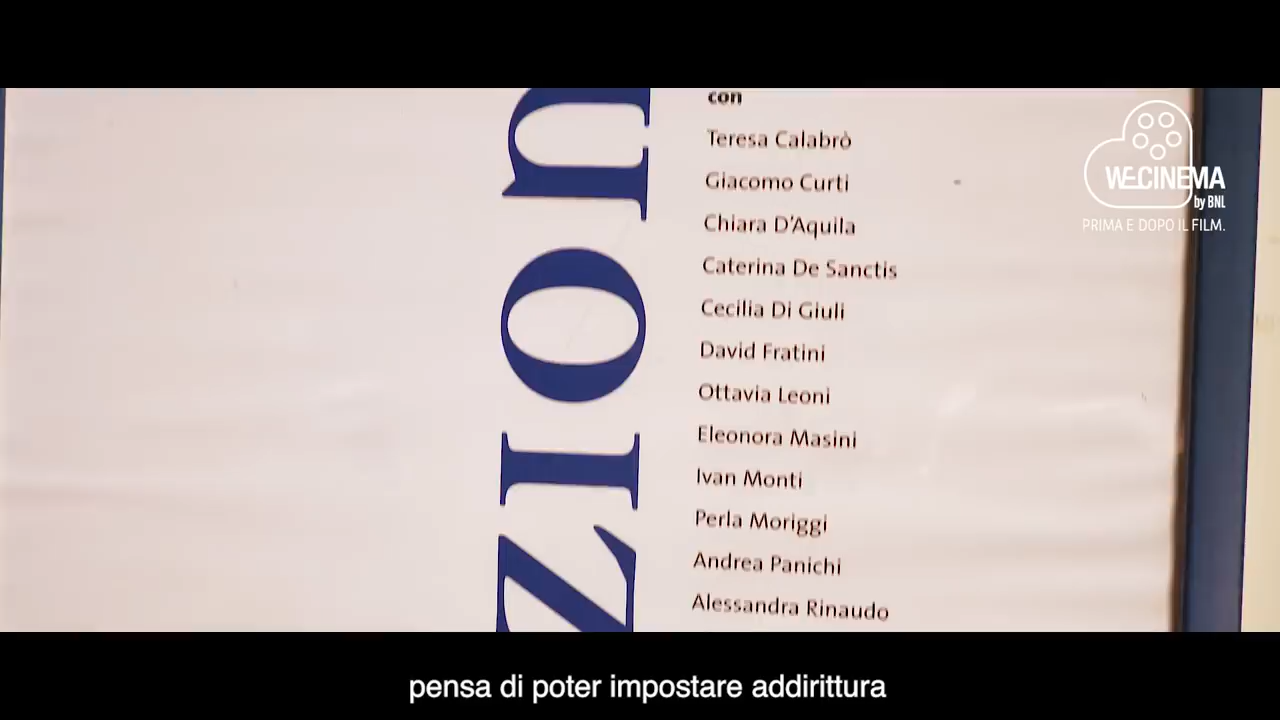 con
Teresa Calabrò
Giacomo Curti
Chiara D'Aquila
Caterina De Sanctis
Cecilia Di Giuli
David Fratini
Ottavia Leoni
Eleonora Masini
Ivan Monti
Perla Moriggi
Andrea Panichi
Alessandra Rinaudo
ZION
WECINEMA
by BNL
PRIMA E DOPO IL FILM.
pensa di poter impostare addirittura